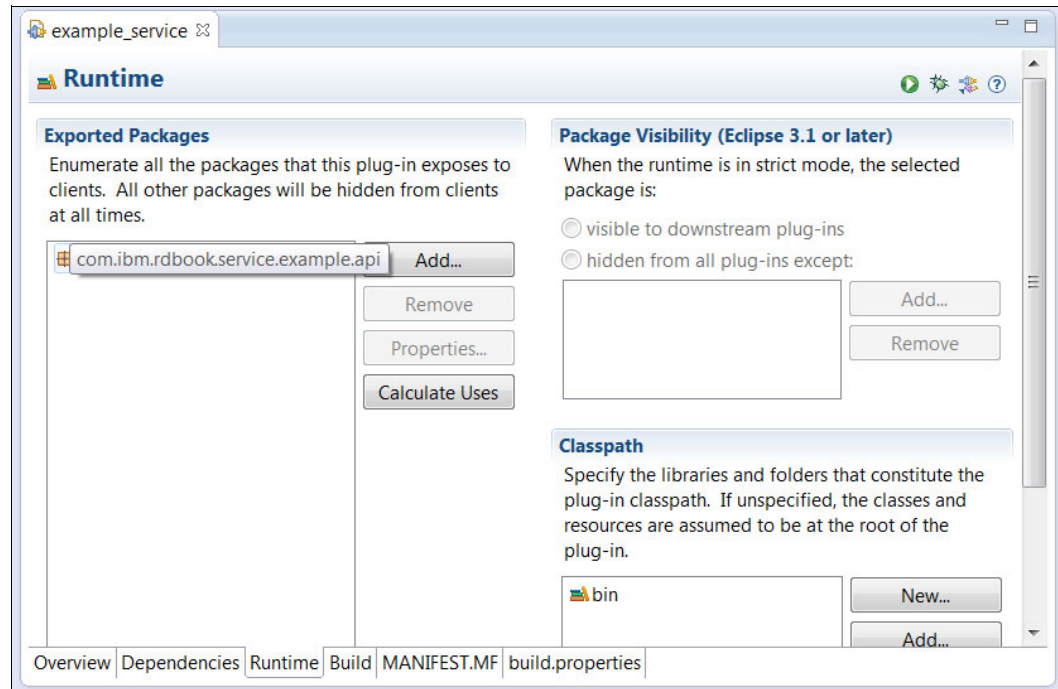 example_service
Runtime
Exported Packages
Enumerate all the packages that this plug-in exposes to
clients. All other packages will be hidden from clients
at all times.
com.ibm.rdbook.service.example.api
Add...
Remove
Properties...
Calculate Uses
Package Visibility (Eclipse 3.1 or later)
When the runtime is in strict mode, the selected
package is:
visible to downstream plug-ins
hidden from all plug-ins except:
Add...
Remove
Classpath
Specify the libraries and folders that constitute the
plug-in classpath. If unspecified, the classes and
resources are assumed to be at the root of the
plug-in.
bin
New...
Add...
Overview Dependencies Runtime Build MANIFEST.MF build.properties